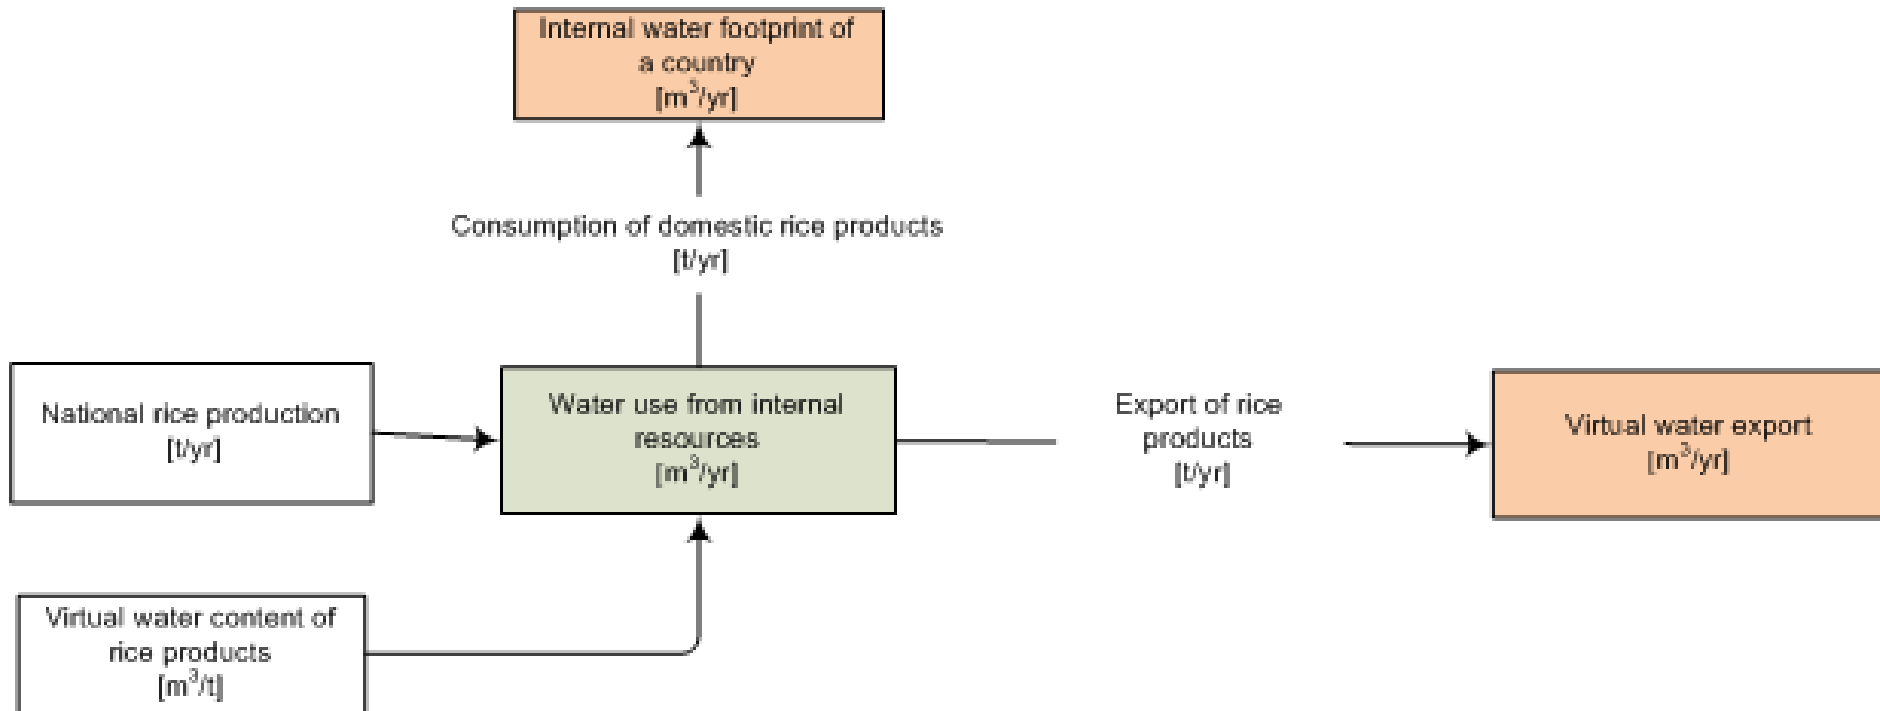 Internal water footprint of
a country
[m³/yr]
Consumption of domestic rice products
[t/yr]
National rice production
[t/yr]
Water use from internal
resources
[m³/yr]
Export of rice
products
[t/yr]
Virtual water export
[m³/yr]
Virtual water content of
rice products
[m³/t]